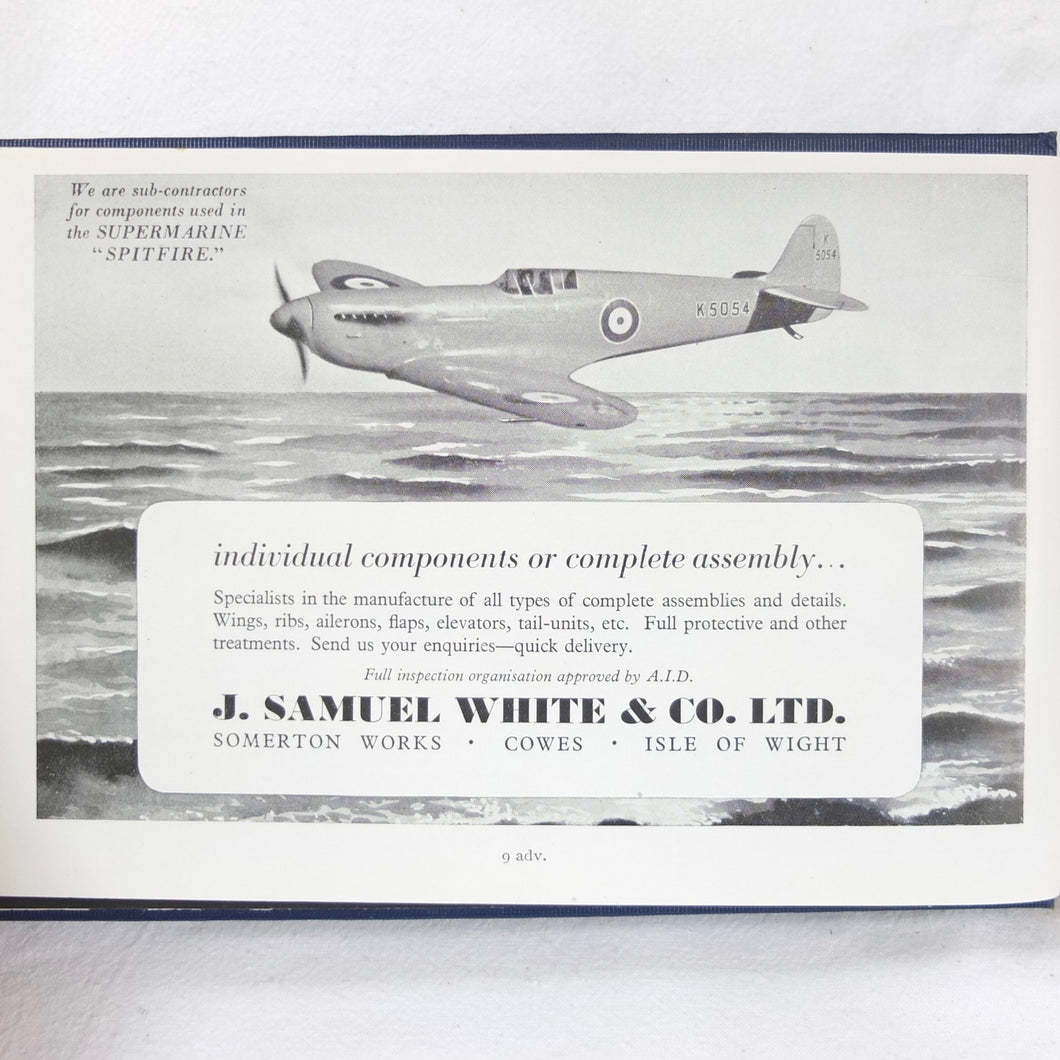 We are sub-contractors
for components used in
the SUPERMARINE
“SPITFIRE.”
K
5054
K5054
individual components or complete assembly...
Specialists in the manufacture of all types of complete assemblies and details.
Wings, ribs, ailerons, flaps, elevators, tail-units, etc. Full protective and other
treatments. Send us your enquiries—quick delivery.
Full inspection organisation approved by A.I.D.
J. SAMUEL WHITE & CO. LTD.
SOMERTON WORKS · COWES · ISLE OF WIGHT
9 adv.